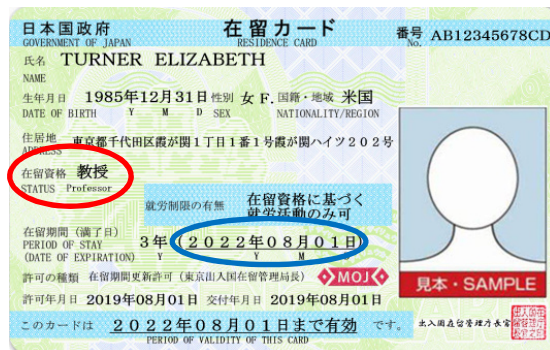 日本国政府 在留カード 番号 AB12345678CD
GOVERNMENT OF JAPAN RESIDENCE CARD No.
氏名 TURNER ELIZABETH
NAME
生年月日 1985年12月31日 性別 女 F. 国籍・地域 米国
DATE OF BIRTH Y M D SEX NATIONALITY/REGION
住居地 東京都千代田区霞が関1丁目1番1号霞が関ハイツ202号
ADDRESS
在留資格 教授
STATUS Professor
就労制限の有無 在留資格に基づく
就労活動のみ可
在留期間(満了日)
PERIOD OF STAY 3年(2022年08月01日)
(DATE OF EXPIRATION) Y Y M D
許可の種類 在留期間更新許可(東京出入国在留管理局長) MOJ
見本・SAMPLE
許可年月日 2019年08月01日 交付年月日 2019年08月01日
このカードは 2022年08月01日まで有効 です。
PERIOD OF VALIDITY OF THIS CARD
出入国在留管理庁長官